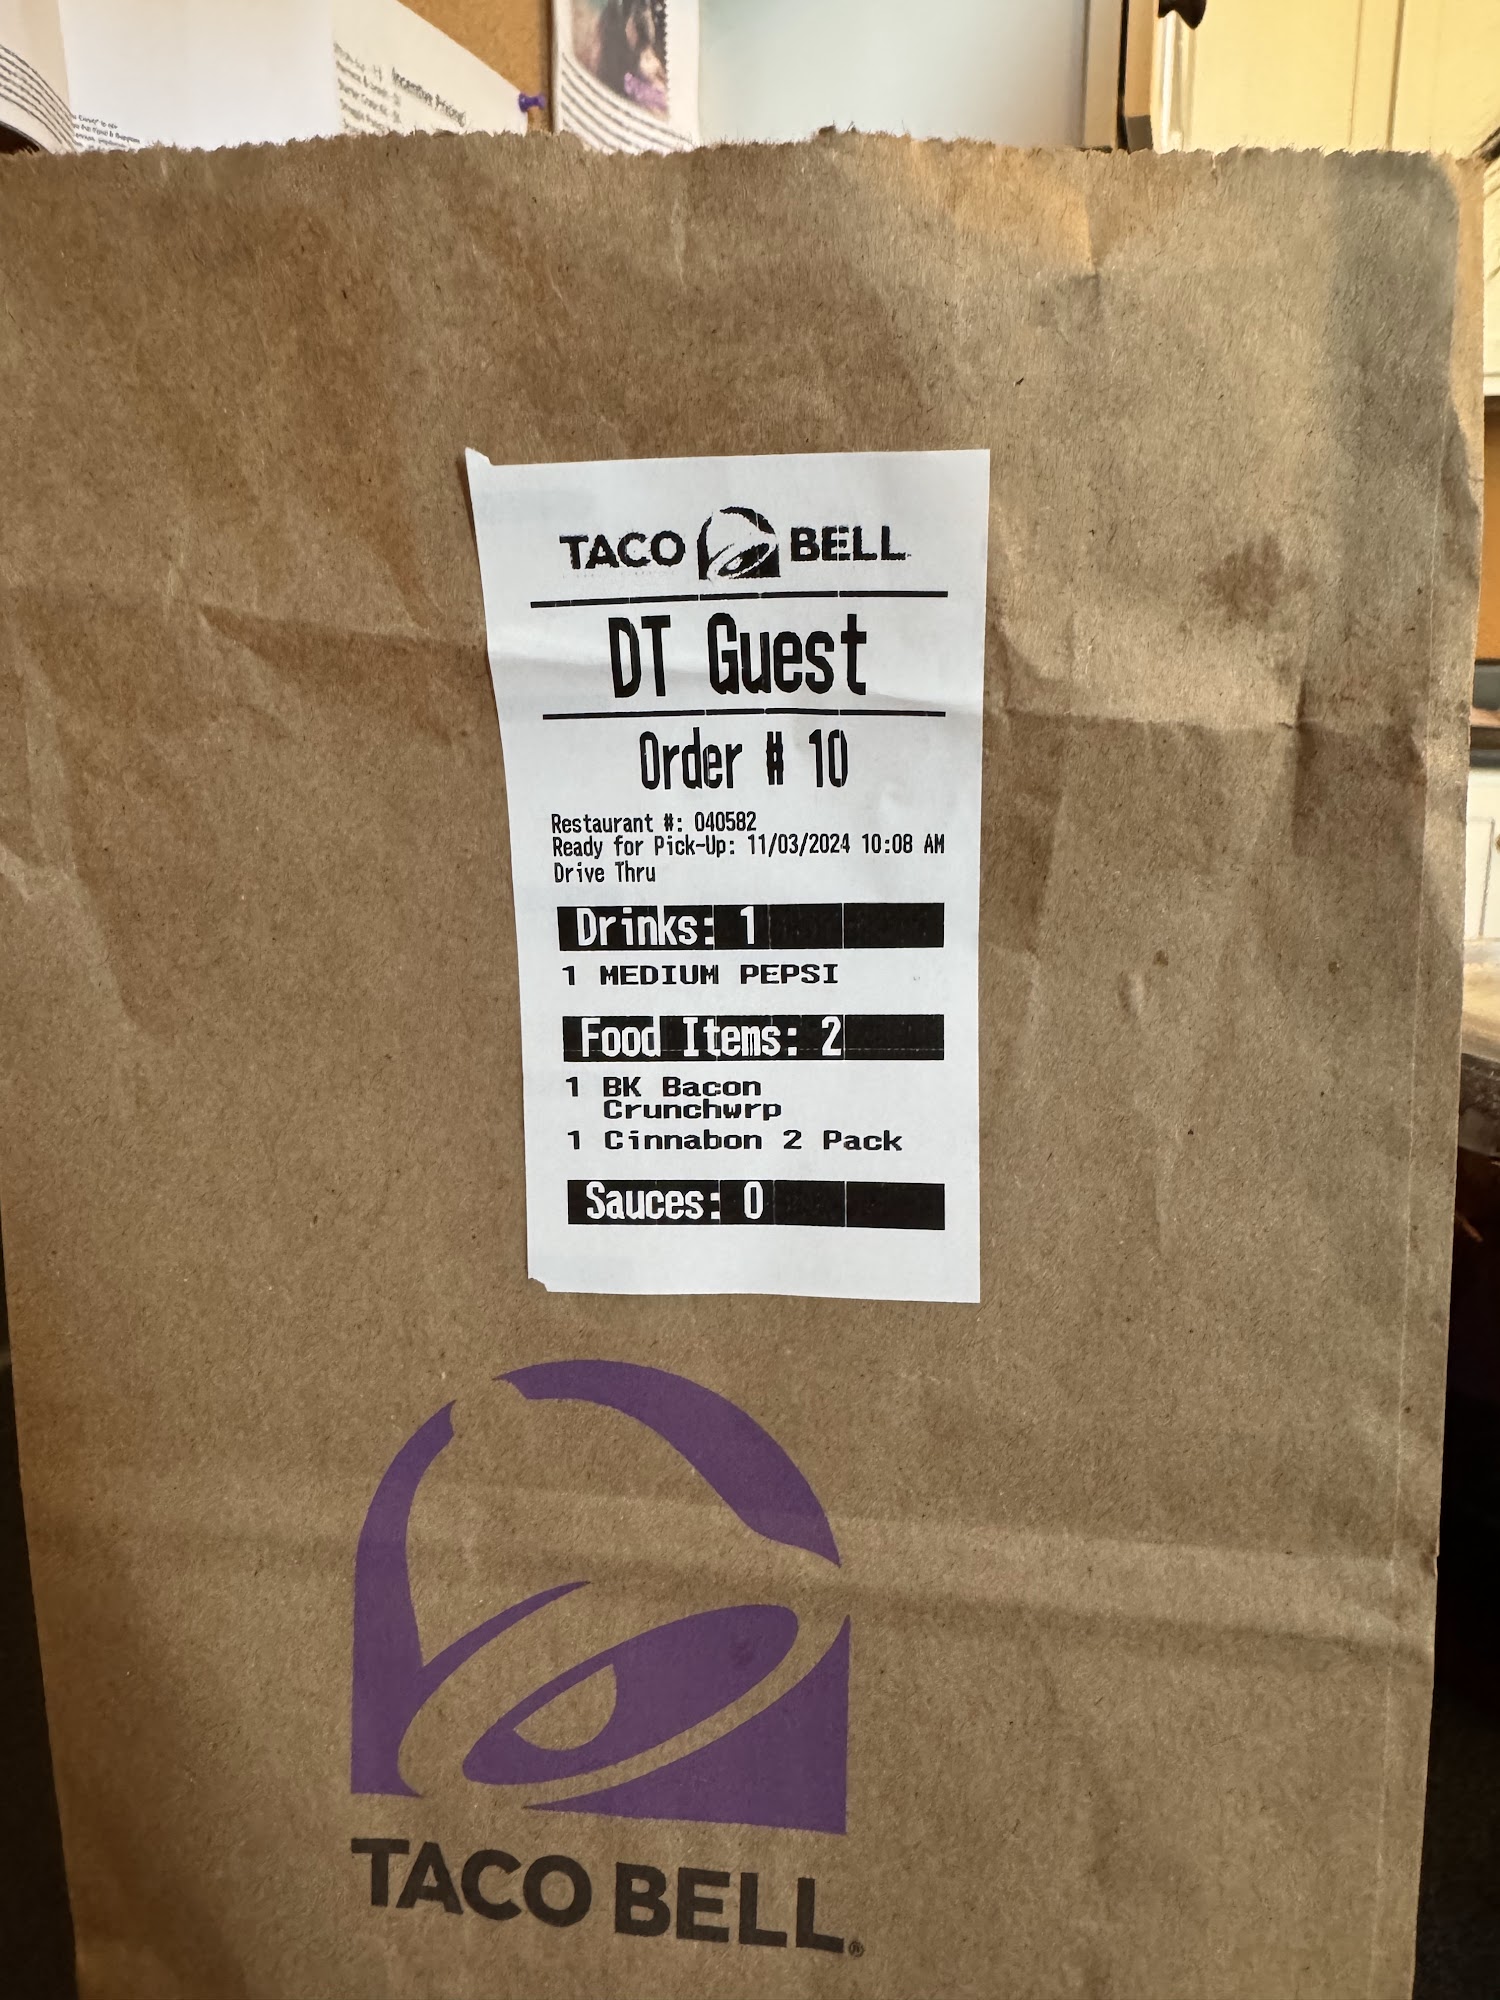 Incentive Pricing!
TACO BELL
DT Guest
Order # 10
Restaurant #: 040582
Ready for Pick-Up: 11/03/2024 10:08 AM
Drive Thru
Drinks: 1
1 MEDIUM PEPSI
Food Items: 2
1 BK Bacon
Crunchwrp
1 Cinnabon 2 Pack
Sauces: 0
TACO BELL®